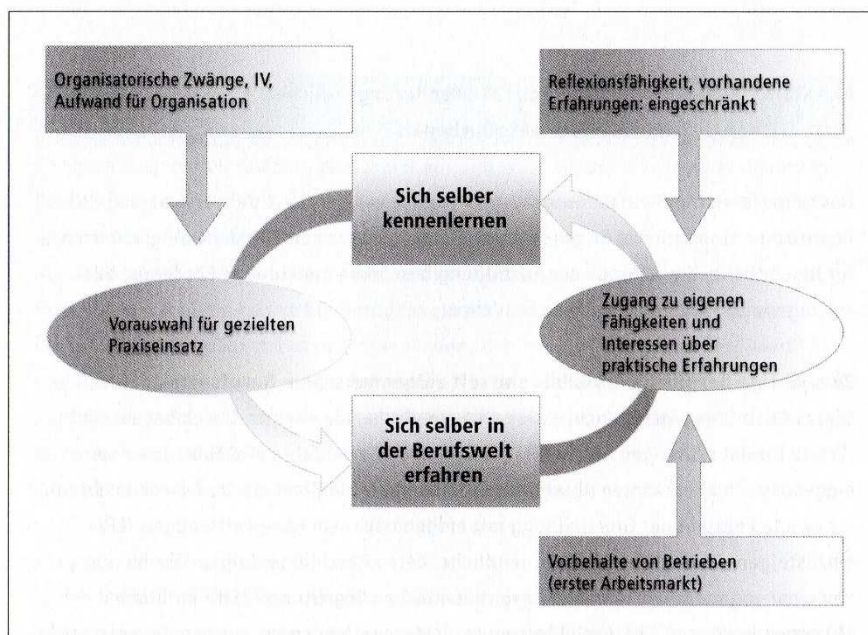 Organisatorische Zwänge, IV,
Aufwand für Organisation
Reflexionsfähigkeit, vorhandene
Erfahrungen: eingeschränkt
Sich selber
kennenlernen
Vorauswahl für gezielten
Praxiseinsatz
Zugang zu eigenen
Fähigkeiten und
Interessen über
praktische Erfahrungen
Sich selber in
der Berufswelt
erfahren
Vorbehalte von Betrieben
(erster Arbeitsmarkt)